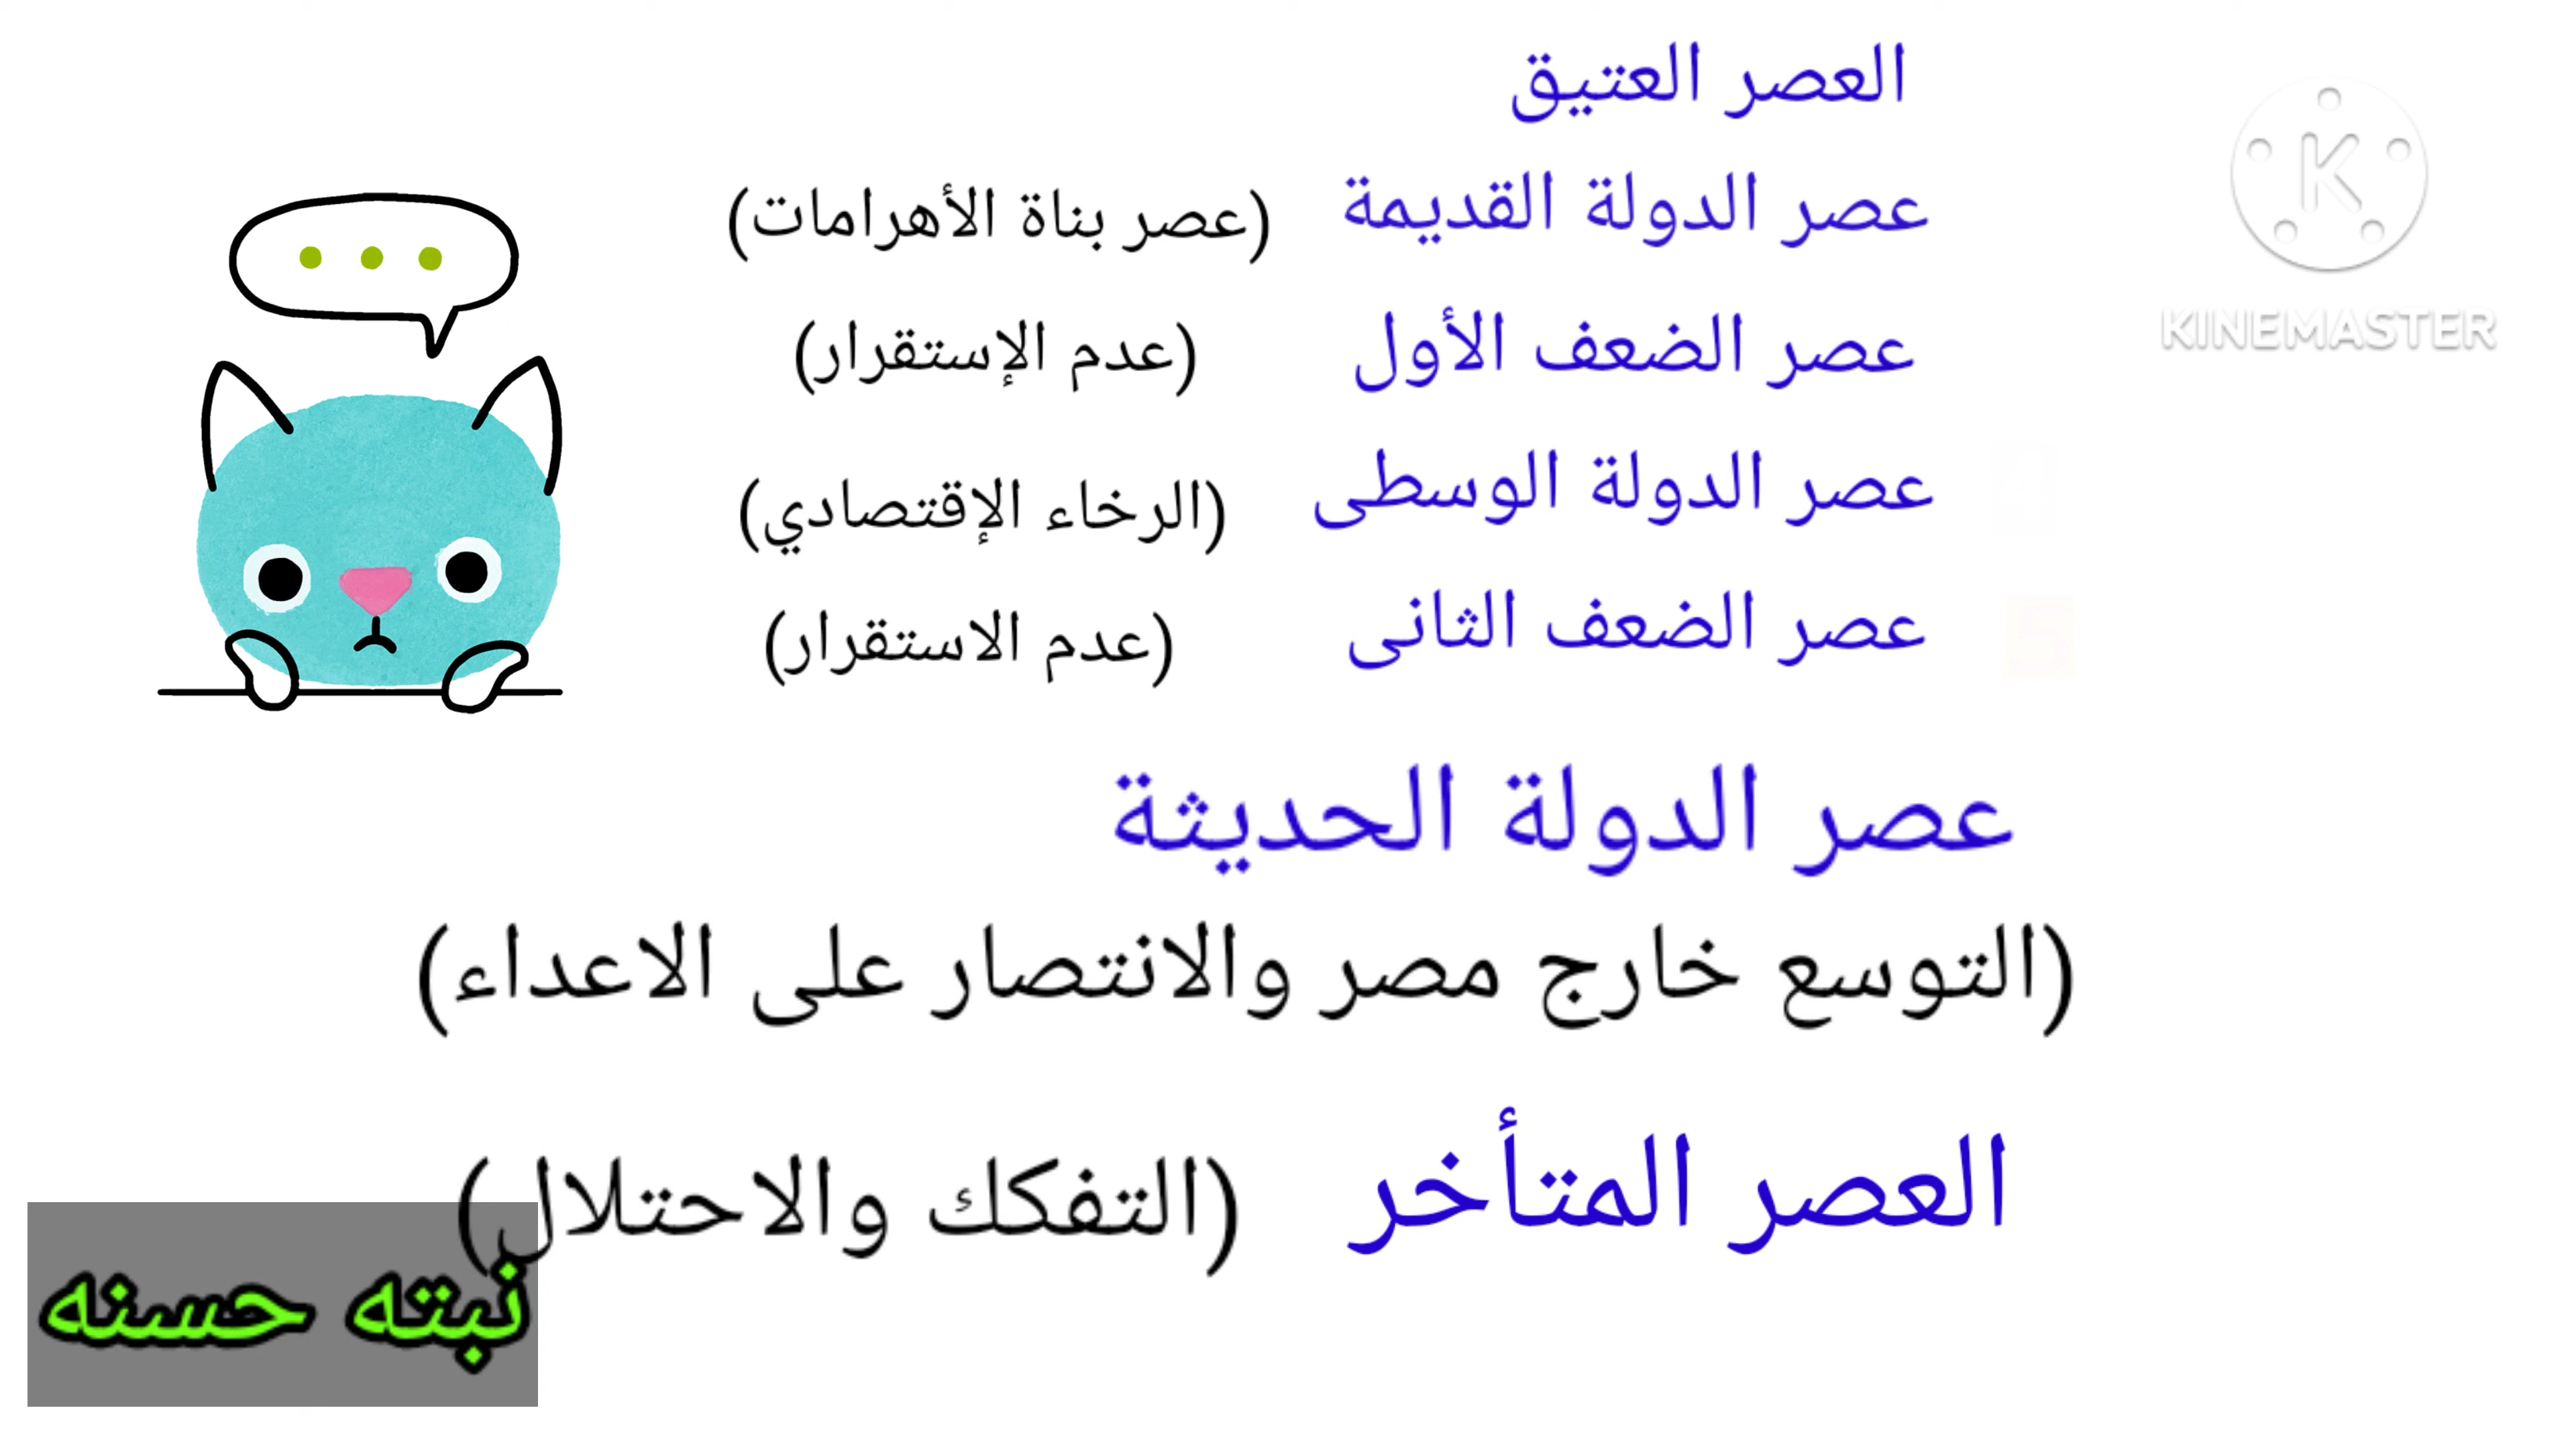 العصر العتيق
عصر الدولة القديمة (عصر بناة الأهرامات)
عصر الضعف الأول (عدم الإستقرار)
عصر الدولة الوسطى (الرخاء الإقتصادي)
عصر الضعف الثانى (عدم الاستقرار)
عصر الدولة الحديثة
(التوسع خارج مصر والانتصار على الاعداء)
العصر المتأخر (التفكك والاحتلال)
نبته حسنه
K
KINEMASTER